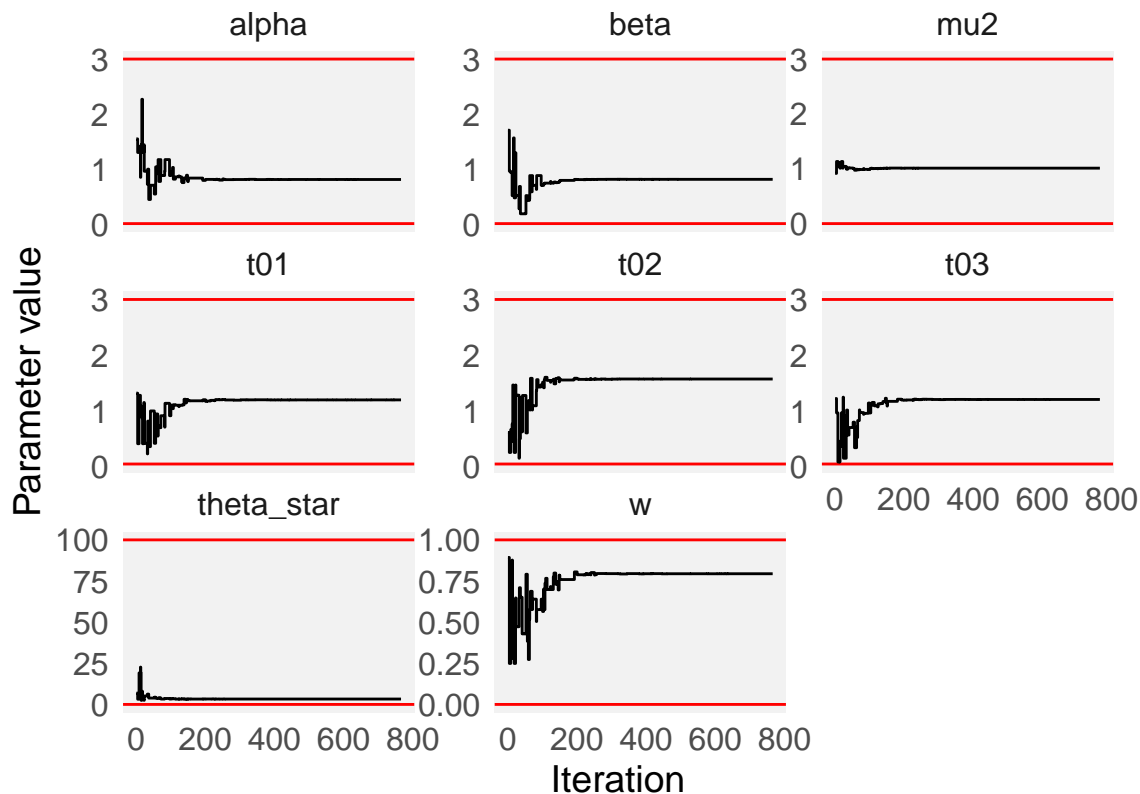 alpha beta mu2
3 3 3
2 2 2
1 1 1
0 0 0
t01 t02 t03
3 3 3
2 2 2
1 1 1
0 0 0
0 200 400 600 800
theta_star w
100 1.00
75 0.75
50 0.50
25 0.25
0 0.00
0 200 400 600 800 0 200 400 600 800
Iteration
Parameter value